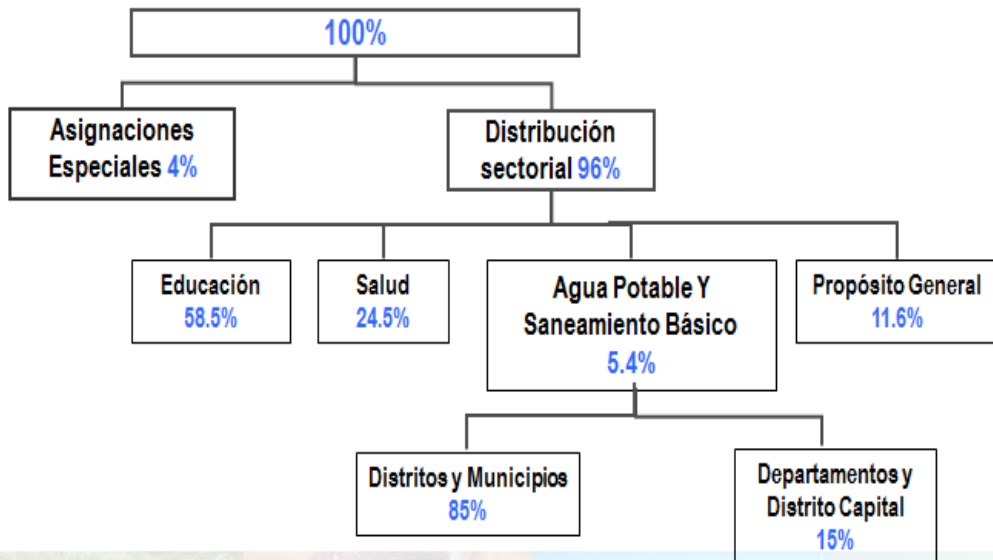 100%
Asignaciones
Especiales 4%
Distribución
sectorial 96%
Educación
58.5%
Salud
24.5%
Agua Potable Y
Saneamiento Básico
5.4%
Propósito General
11.6%
Distritos y Municipios
85%
Departamentos y
Distrito Capital
15%